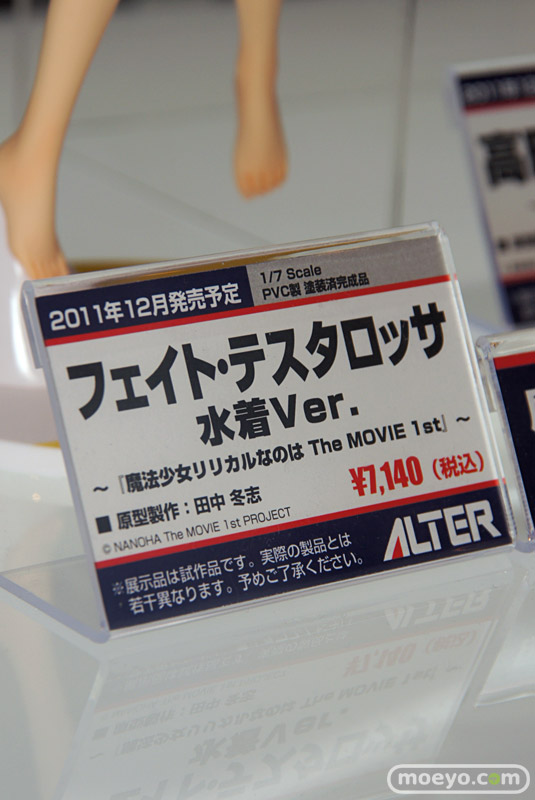 2011年12月発売予定
1/7 Scale
PVC製 塗装済完成品
フェイト・テスタロッサ
水着Ver.
～『魔法少女リリカルなのは The MOVIE 1st』～
¥7,140（税込）
■ 原型製作：田中 冬志
© NANOHA The MOVIE 1st PROJECT
ALTER
※展示品は試作品です。実際の製品とは
若干異なります。予めご了承ください。
moeyo.com